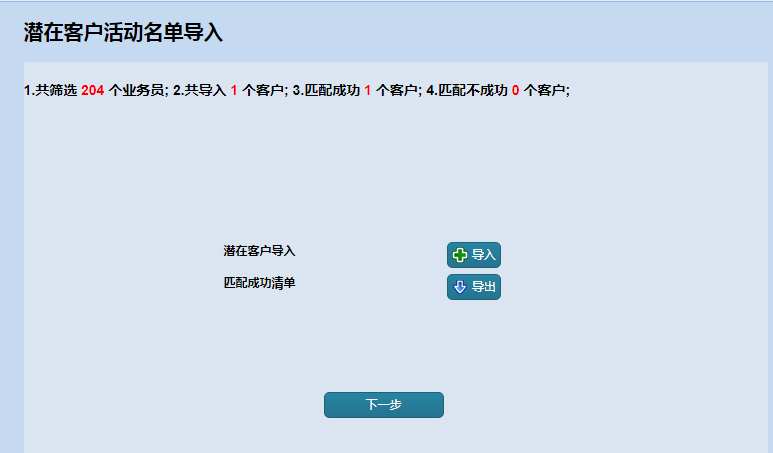 潜在客户活动名单导入
1.共筛选 204 个业务员; 2.共导入 1 个客户; 3.匹配成功 1 个客户; 4.匹配不成功 0 个客户;
潜在客户导入 导入
匹配成功清单 导出
下一步